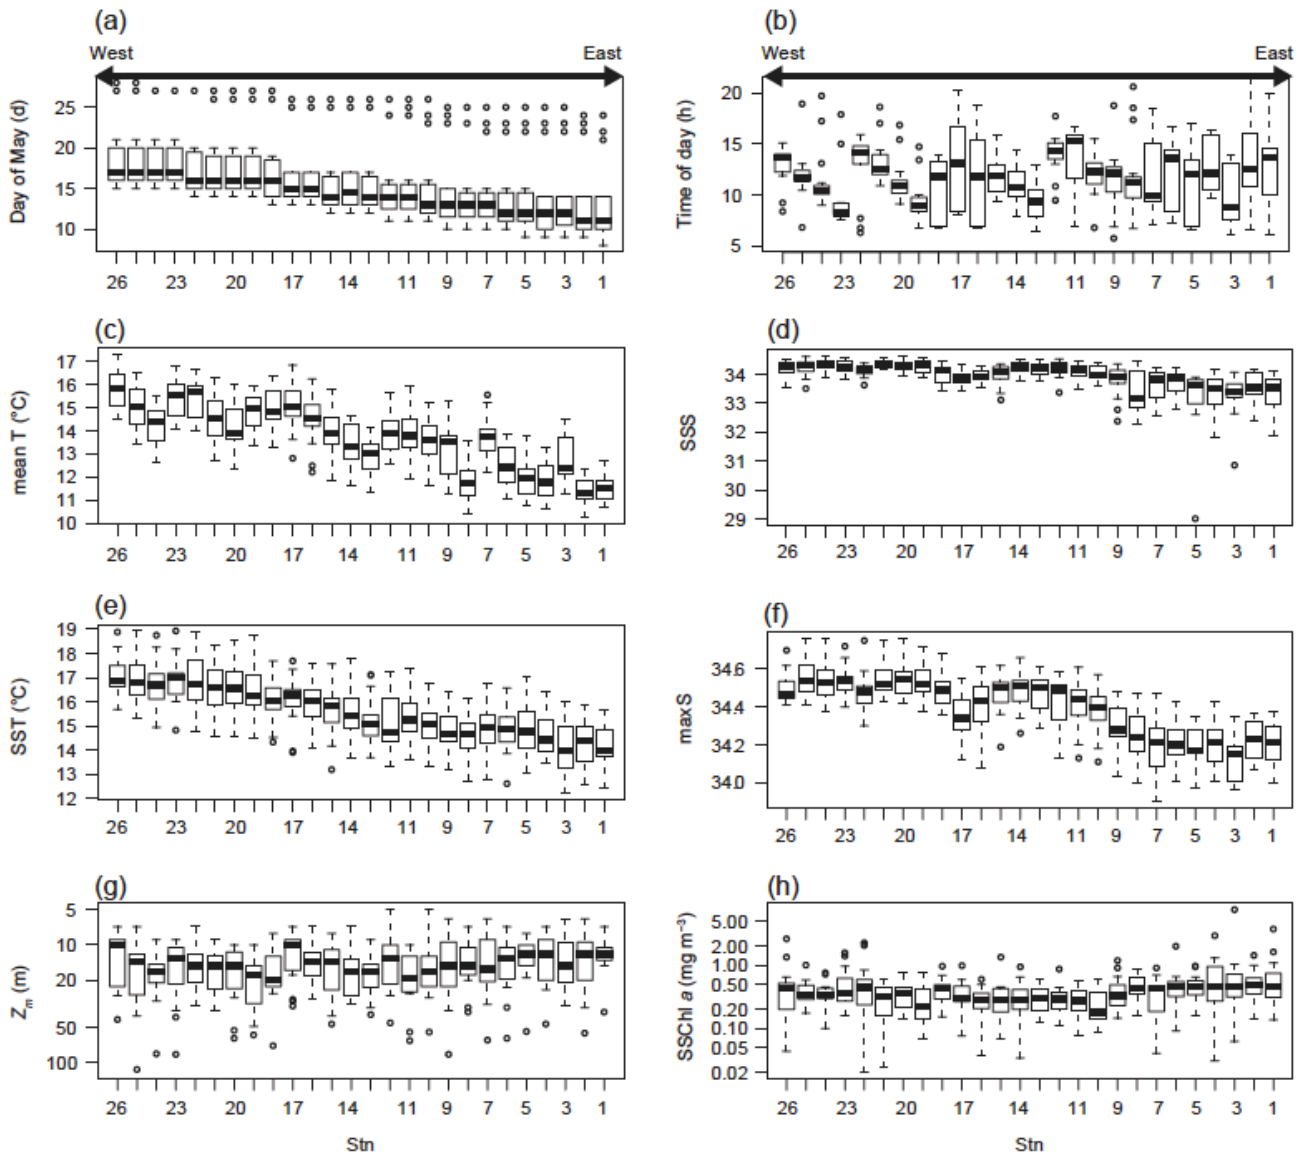 (a)
West East
Day of May (d)
25
20
15
10
26 23 20 17 14 11 9 7 5 3 1
(b)
West East
Time of day (h)
20
15
10
5
26 23 20 17 14 11 9 7 5 3 1
(c)
mean T (°C)
17
16
15
14
13
12
11
10
26 23 20 17 14 11 9 7 5 3 1
(d)
SSS
34
33
32
31
30
29
26 23 20 17 14 11 9 7 5 3 1
(e)
SST (°C)
19
18
17
16
15
14
13
12
26 23 20 17 14 11 9 7 5 3 1
(f)
maxS
346
344
342
340
26 23 20 17 14 11 9 7 5 3 1
(g)
Zm (m)
5
10
20
50
100
26 23 20 17 14 11 9 7 5 3 1
Stn
(h)
SSChl a (mg m⁻³)
5.00
2.00
1.00
0.50
0.20
0.10
0.05
0.02
26 23 20 17 14 11 9 7 5 3 1
Stn